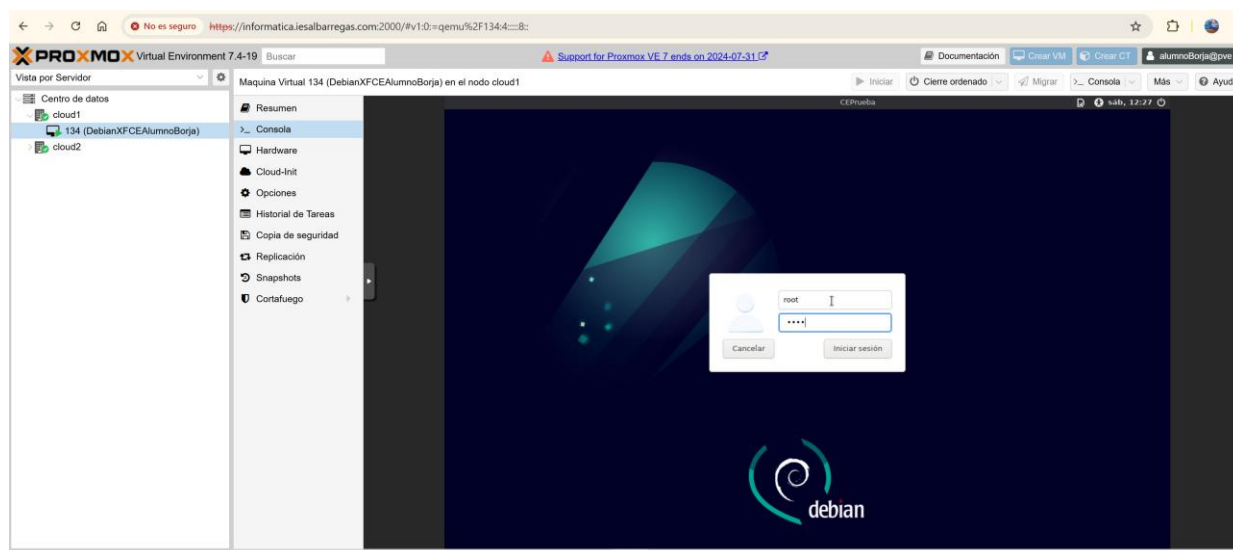 No es seguro https://informatica.iesalbarregas.com:2000/#v1:0:=qemu%2F134:4:::::8::
PROXMOX Virtual Environment 7.4-19 Buscar Support for Proxmox VE 7 ends on 2024-07-31 Documentación Crear VM Crear CT alumnoBorja@pve
Vista por Servidor Maquina Virtual 134 (DebianXFCEAlumnoBorja) en el nodo cloud1 Iniciar Cierre ordenado Migrar >_ Consola Más Ayud
Centro de datos
cloud1
134 (DebianXFCEAlumnoBorja)
cloud2
Resumen
>_ Consola
Hardware
Cloud-Init
Opciones
Historial de Tareas
Copia de seguridad
Replicación
Snapshots
Cortafuego
CEPrueba sáb, 12:27
root
••••
Cancelar Iniciar sesión
debian